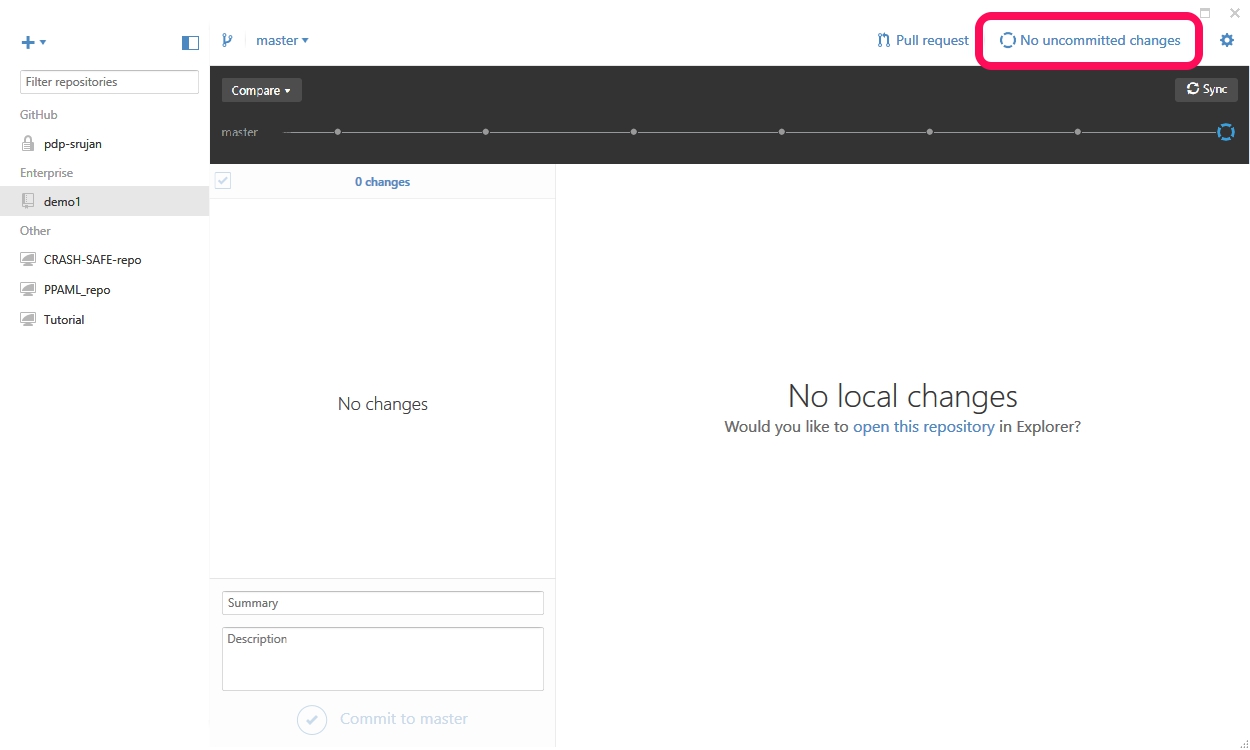 master
Pull request
No uncommitted changes
Filter repositories
GitHub
pdp-srujan
Enterprise
demo1
Other
CRASH-SAFE-repo
PPAML_repo
Tutorial
Compare
Sync
master
0 changes
No changes
No local changes
Would you like to open this repository in Explorer?
Summary
Description
Commit to master